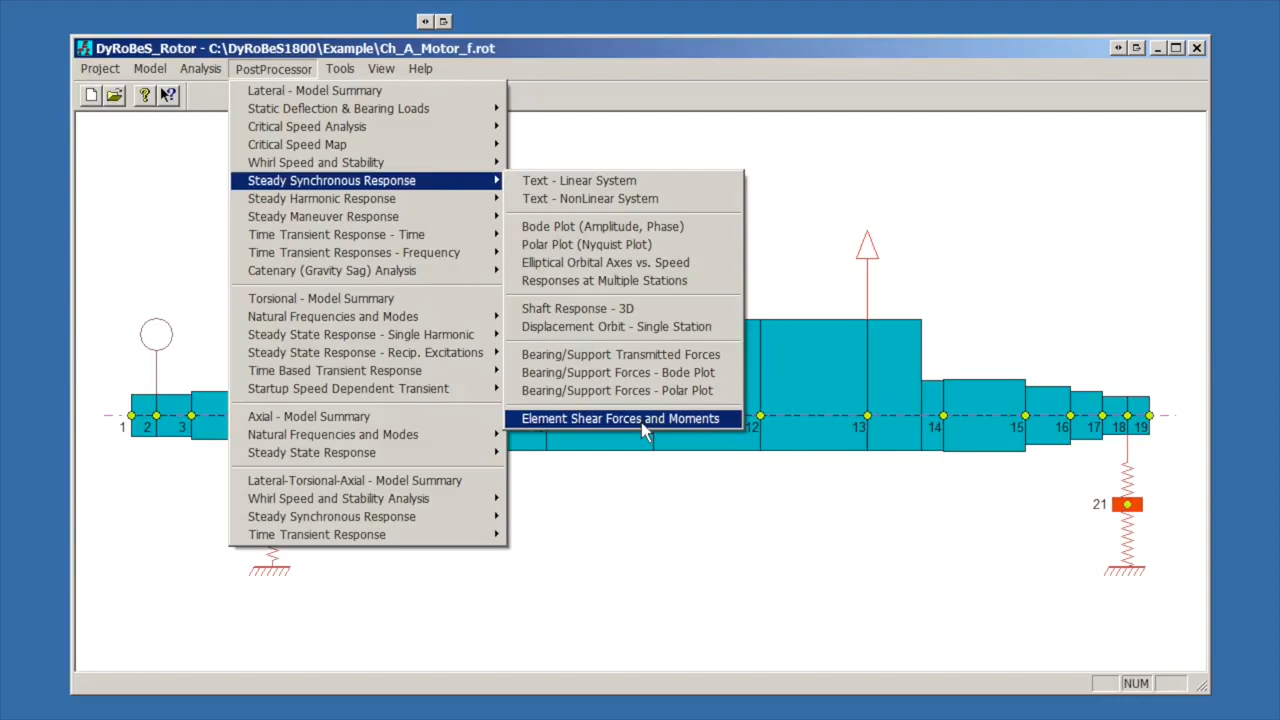 DyRoBeS_Rotor - C:\DyRoBeS1800\Example\Ch_A_Motor_f.rot
Project Model Analysis PostProcessor Tools View Help
Lateral - Model Summary
Static Deflection & Bearing Loads
Critical Speed Analysis
Critical Speed Map
Whirl Speed and Stability
Steady Synchronous Response
Steady Harmonic Response
Steady Maneuver Response
Time Transient Response - Time
Time Transient Responses - Frequency
Catenary (Gravity Sag) Analysis
Torsional - Model Summary
Natural Frequencies and Modes
Steady State Response - Single Harmonic
Steady State Response - Recip. Excitations
Time Based Transient Response
Startup Speed Dependent Transient
Axial - Model Summary
Natural Frequencies and Modes
Steady State Response
Lateral-Torsional-Axial - Model Summary
Whirl Speed and Stability Analysis
Steady Synchronous Response
Time Transient Response
Text - Linear System
Text - NonLinear System
Bode Plot (Amplitude, Phase)
Polar Plot (Nyquist Plot)
Elliptical Orbital Axes vs. Speed
Responses at Multiple Stations
Shaft Response - 3D
Displacement Orbit - Single Station
Bearing/Support Transmitted Forces
Bearing/Support Forces - Bode Plot
Bearing/Support Forces - Polar Plot
Element Shear Forces and Moments
1 2 3 12 13 14 15 16 17 18 19
21
NUM